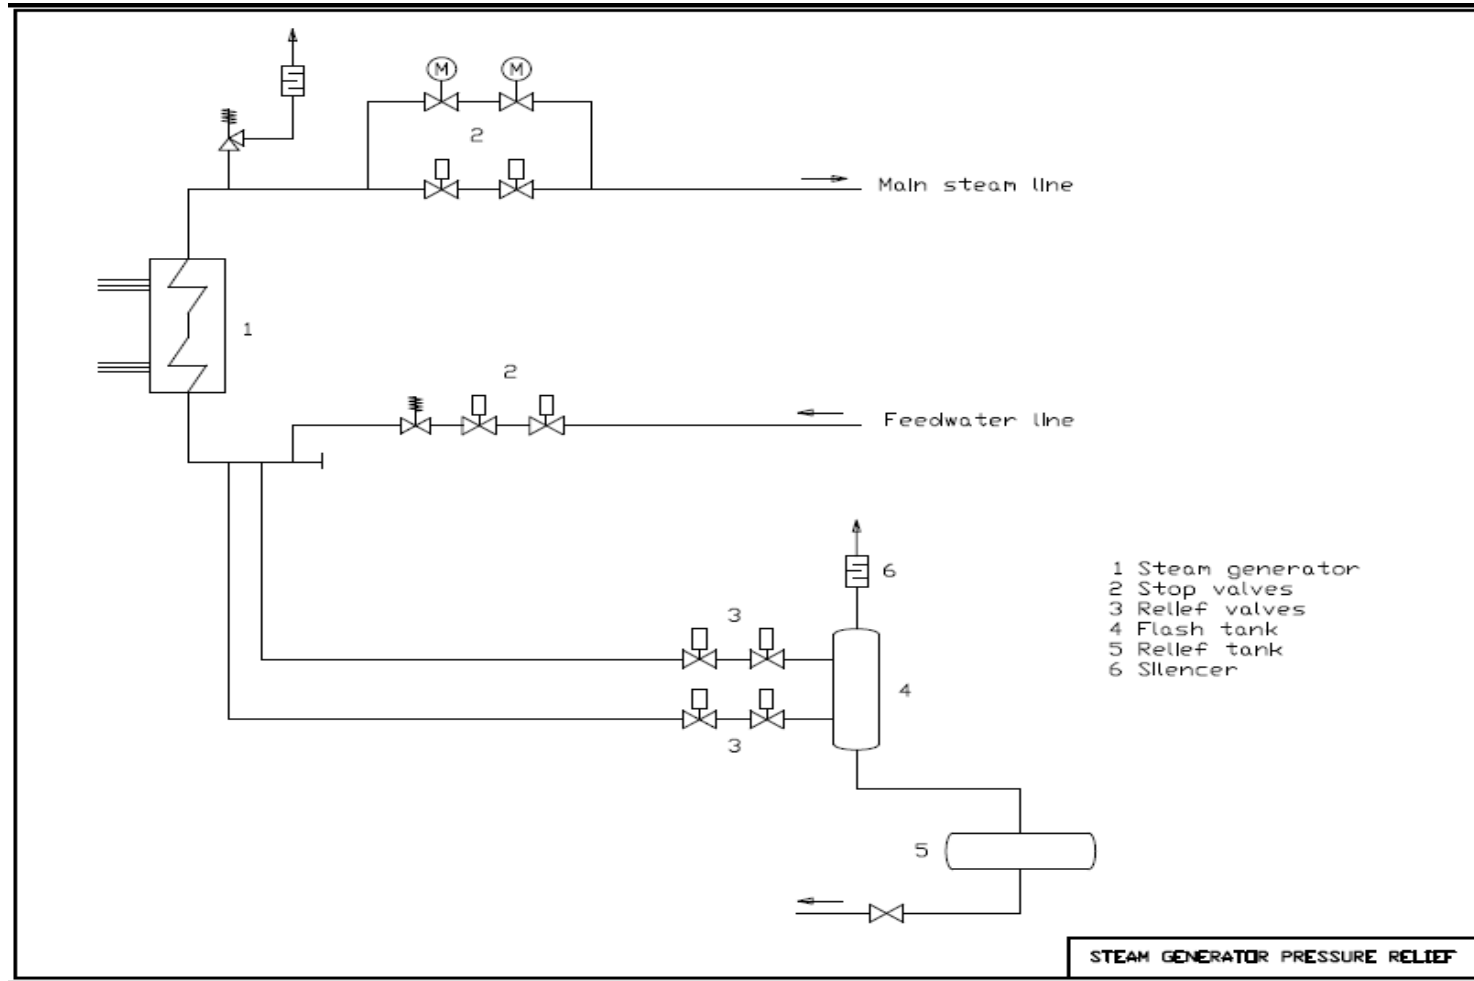 M M
2
Main steam line
1
2
Feedwater line
6
1 Steam generator
2 Stop valves
3 Relief valves
4 Flash tank
5 Relief tank
6 Silencer
3
4
3
5
STEAM GENERATOR PRESSURE RELIEF